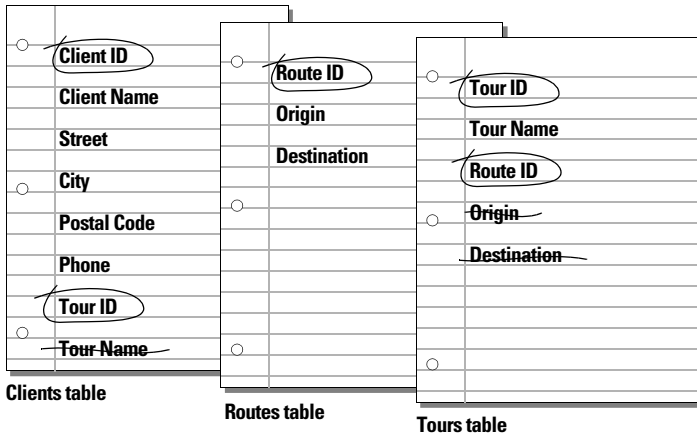 Client ID
Client Name
Street
City
Postal Code
Phone
Tour ID
Tour Name
Clients table
Route ID
Origin
Destination
Routes table
Tour ID
Tour Name
Route ID
Origin
Destination
Tours table